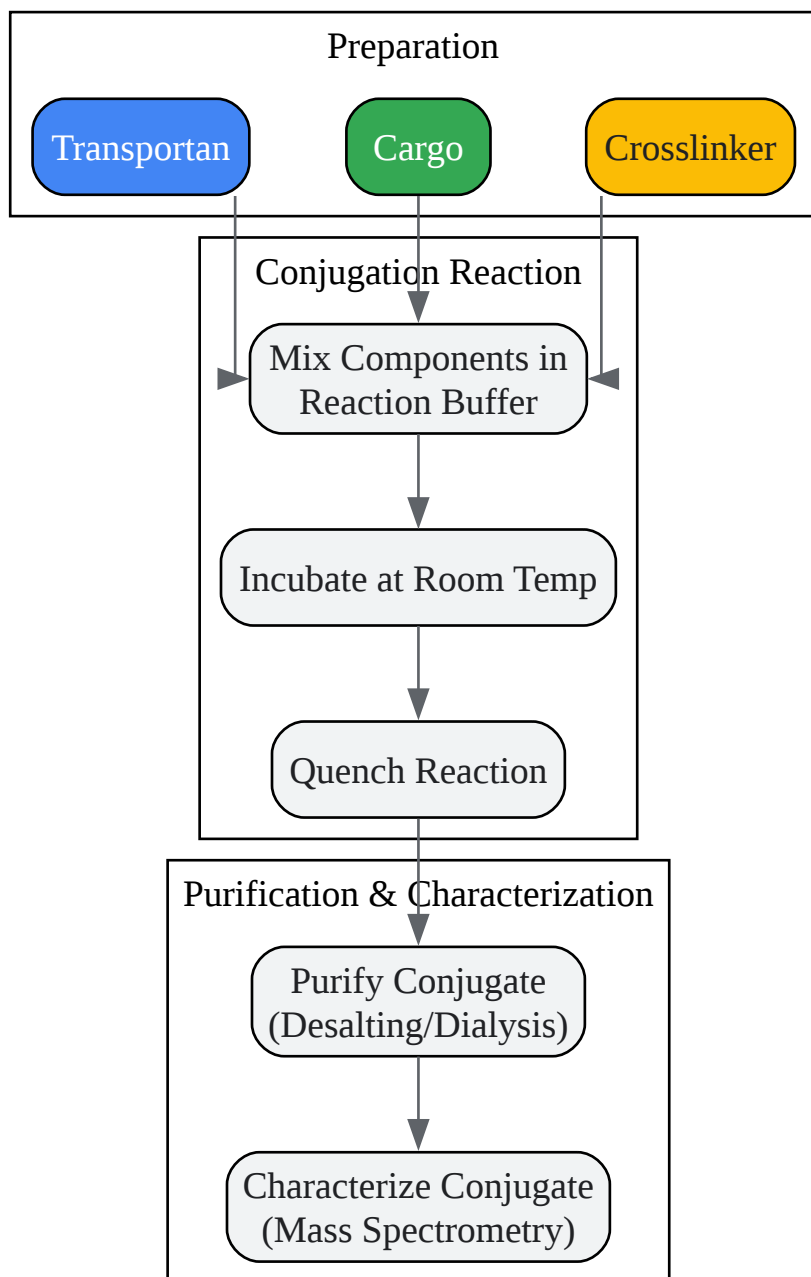 Preparation
Transportan
Cargo
Crosslinker
Conjugation Reaction
Mix Components in
Reaction Buffer
Incubate at Room Temp
Quench Reaction
Purification & Characterization
Purify Conjugate
(Desalting/Dialysis)
Characterize Conjugate
(Mass Spectrometry)